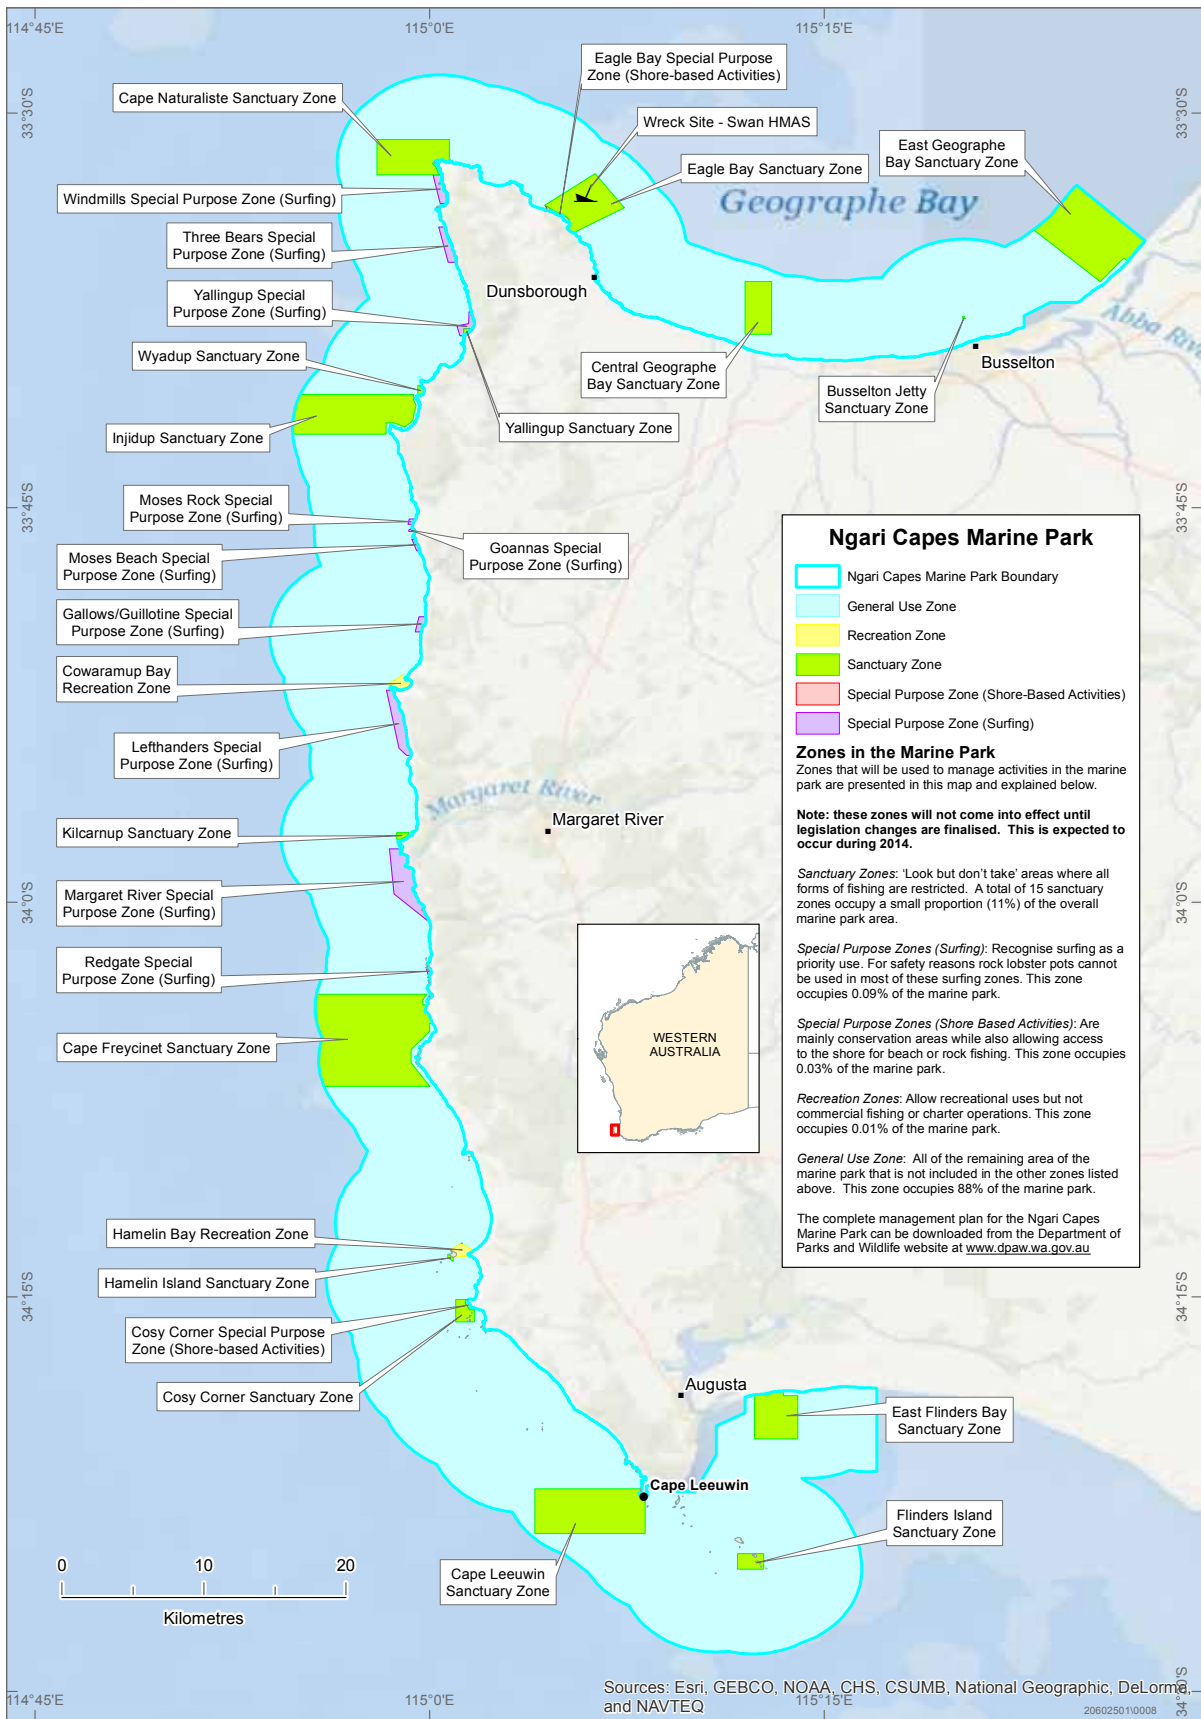 114°45'E
115°0'E
115°15'E
33°30'S
33°30'S
Eagle Bay Special Purpose
Zone (Shore-based Activities)
Cape Naturaliste Sanctuary Zone
Wreck Site - Swan HMAS
East Geographe
Bay Sanctuary Zone
Eagle Bay Sanctuary Zone
Windmills Special Purpose Zone (Surfing)
Geographe Bay
Three Bears Special
Purpose Zone (Surfing)
Dunsborough
Yallingup Special
Purpose Zone (Surfing)
Abba River
Wyadup Sanctuary Zone
Central Geographe
Bay Sanctuary Zone
Busselton
Busselton Jetty
Sanctuary Zone
Injidup Sanctuary Zone
Yallingup Sanctuary Zone
33°45'S
33°45'S
Moses Rock Special
Purpose Zone (Surfing)
Goannas Special
Purpose Zone (Surfing)
Moses Beach Special
Purpose Zone (Surfing)
Gallows/Guillotine Special
Purpose Zone (Surfing)
Cowaramup Bay
Recreation Zone
Lefthanders Special
Purpose Zone (Surfing)
Margaret River
Margaret River
Kilcarnup Sanctuary Zone
Margaret River Special
Purpose Zone (Surfing)
34°0'S
34°0'S
Redgate Special
Purpose Zone (Surfing)
Cape Freycinet Sanctuary Zone
WESTERN
AUSTRALIA
Ngari Capes Marine Park
Ngari Capes Marine Park Boundary
General Use Zone
Recreation Zone
Sanctuary Zone
Special Purpose Zone (Shore-Based Activities)
Special Purpose Zone (Surfing)
Zones in the Marine Park
Zones that will be used to manage activities in the marine
park are presented in this map and explained below.
Note: these zones will not come into effect until
legislation changes are finalised. This is expected to
occur during 2014.
Sanctuary Zones: 'Look but don't take' areas where all
forms of fishing are restricted. A total of 15 sanctuary
zones occupy a small proportion (11%) of the overall
marine park area.
Special Purpose Zones (Surfing): Recognise surfing as a
priority use. For safety reasons rock lobster pots cannot
be used in most of these surfing zones. This zone
occupies 0.09% of the marine park.
Special Purpose Zones (Shore Based Activities): Are
mainly conservation areas while also allowing access
to the shore for beach or rock fishing. This zone occupies
0.03% of the marine park.
Recreation Zones: Allow recreational uses but not
commercial fishing or charter operations. This zone
occupies 0.01% of the marine park.
General Use Zone: All of the remaining area of the
marine park that is not included in the other zones listed
above. This zone occupies 88% of the marine park.
The complete management plan for the Ngari Capes
Marine Park can be downloaded from the Department of
Parks and Wildlife website at www.dpaw.wa.gov.au
Hamelin Bay Recreation Zone
Hamelin Island Sanctuary Zone
34°15'S
34°15'S
Cosy Corner Special Purpose
Zone (Shore-based Activities)
Cosy Corner Sanctuary Zone
Augusta
East Flinders Bay
Sanctuary Zone
Cape Leeuwin
Flinders Island
Sanctuary Zone
Cape Leeuwin
Sanctuary Zone
0 10 20
Kilometres
Sources: Esri, GEBCO, NOAA, CHS, CSUMB, National Geographic, DeLorme,
and NAVTEQ
114°45'E
115°0'E
115°15'E
20602501\0008